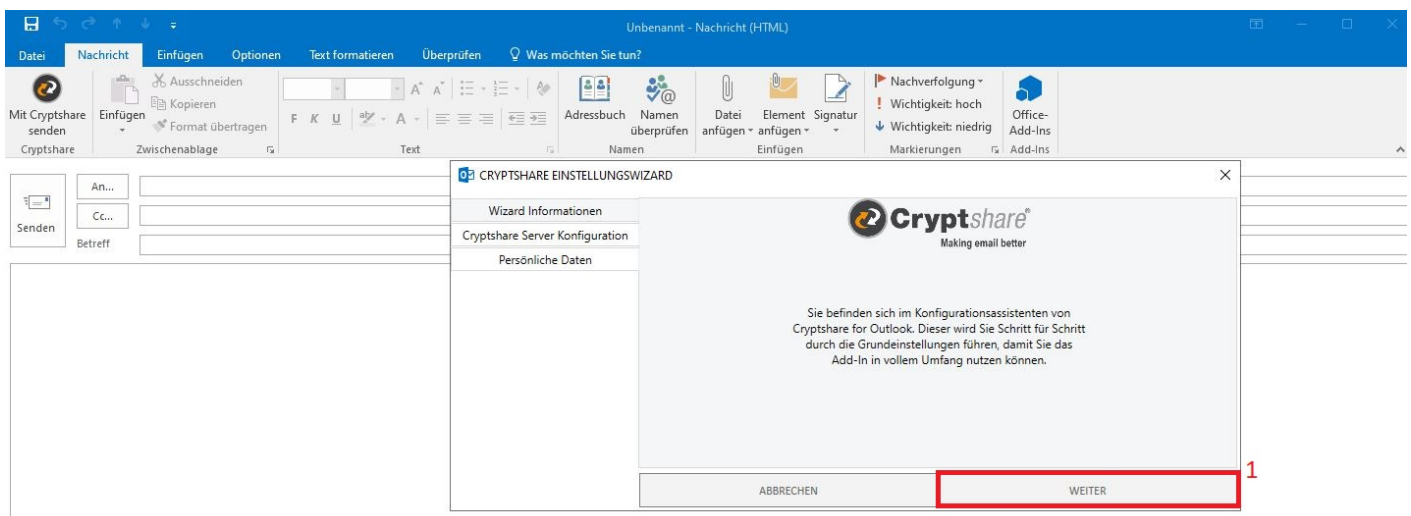 Unbenannt - Nachricht (HTML)
Datei Nachricht Einfügen Optionen Text formatieren Überprüfen Was möchten Sie tun?
Mit Cryptshare senden
Cryptshare
Einfügen
Ausschneiden
Kopieren
Format übertragen
Zwischenablage
F K U
Text
Adressbuch
Namen überprüfen
Namen
Datei anfügen
Element anfügen
Signatur
Einfügen
Nachverfolgung
Wichtigkeit: hoch
Wichtigkeit: niedrig
Markierungen
Office-Add-Ins
Add-Ins
Senden
An...
Cc...
Betreff
CRYPTSHARE EINSTELLUNGSWIZARD
Wizard Informationen
Cryptshare Server Konfiguration
Persönliche Daten
Cryptshare®
Making email better
Sie befinden sich im Konfigurationsassistenten von
Cryptshare for Outlook. Dieser wird Sie Schritt für Schritt
durch die Grundeinstellungen führen, damit Sie das
Add-In in vollem Umfang nutzen können.
ABBRECHEN
WEITER
1